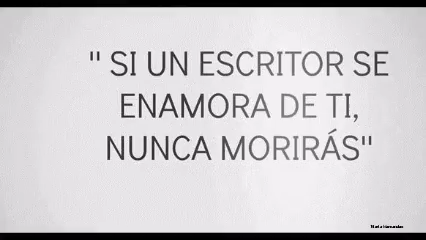 " SI UN ESCRITOR SE
ENAMORA DE TI,
NUNCA MORIRÁS"